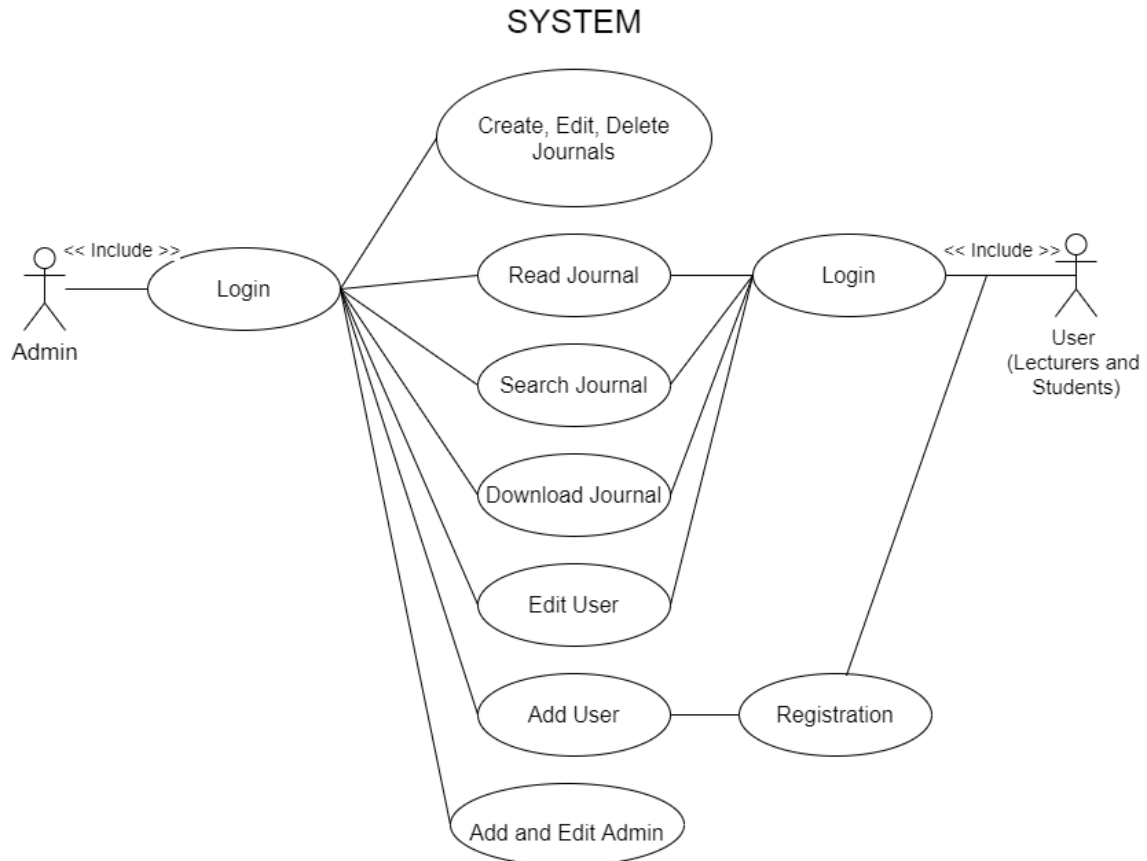 SYSTEM
Create, Edit, Delete
Journals
<< Include >>
Admin
Login
Read Journal
Login
<< Include >>
User
(Lecturers and
Students)
Search Journal
Download Journal
Edit User
Add User
Registration
Add and Edit Admin